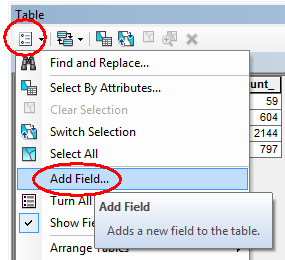 Table
unt_
Find and Replace...
59
Select By Attributes...
604
Clear Selection
2144
Switch Selection
797
Select All
Add Field...
Turn All
Add Field
Show Fie
Adds a new field to the table.
Arrange Tables